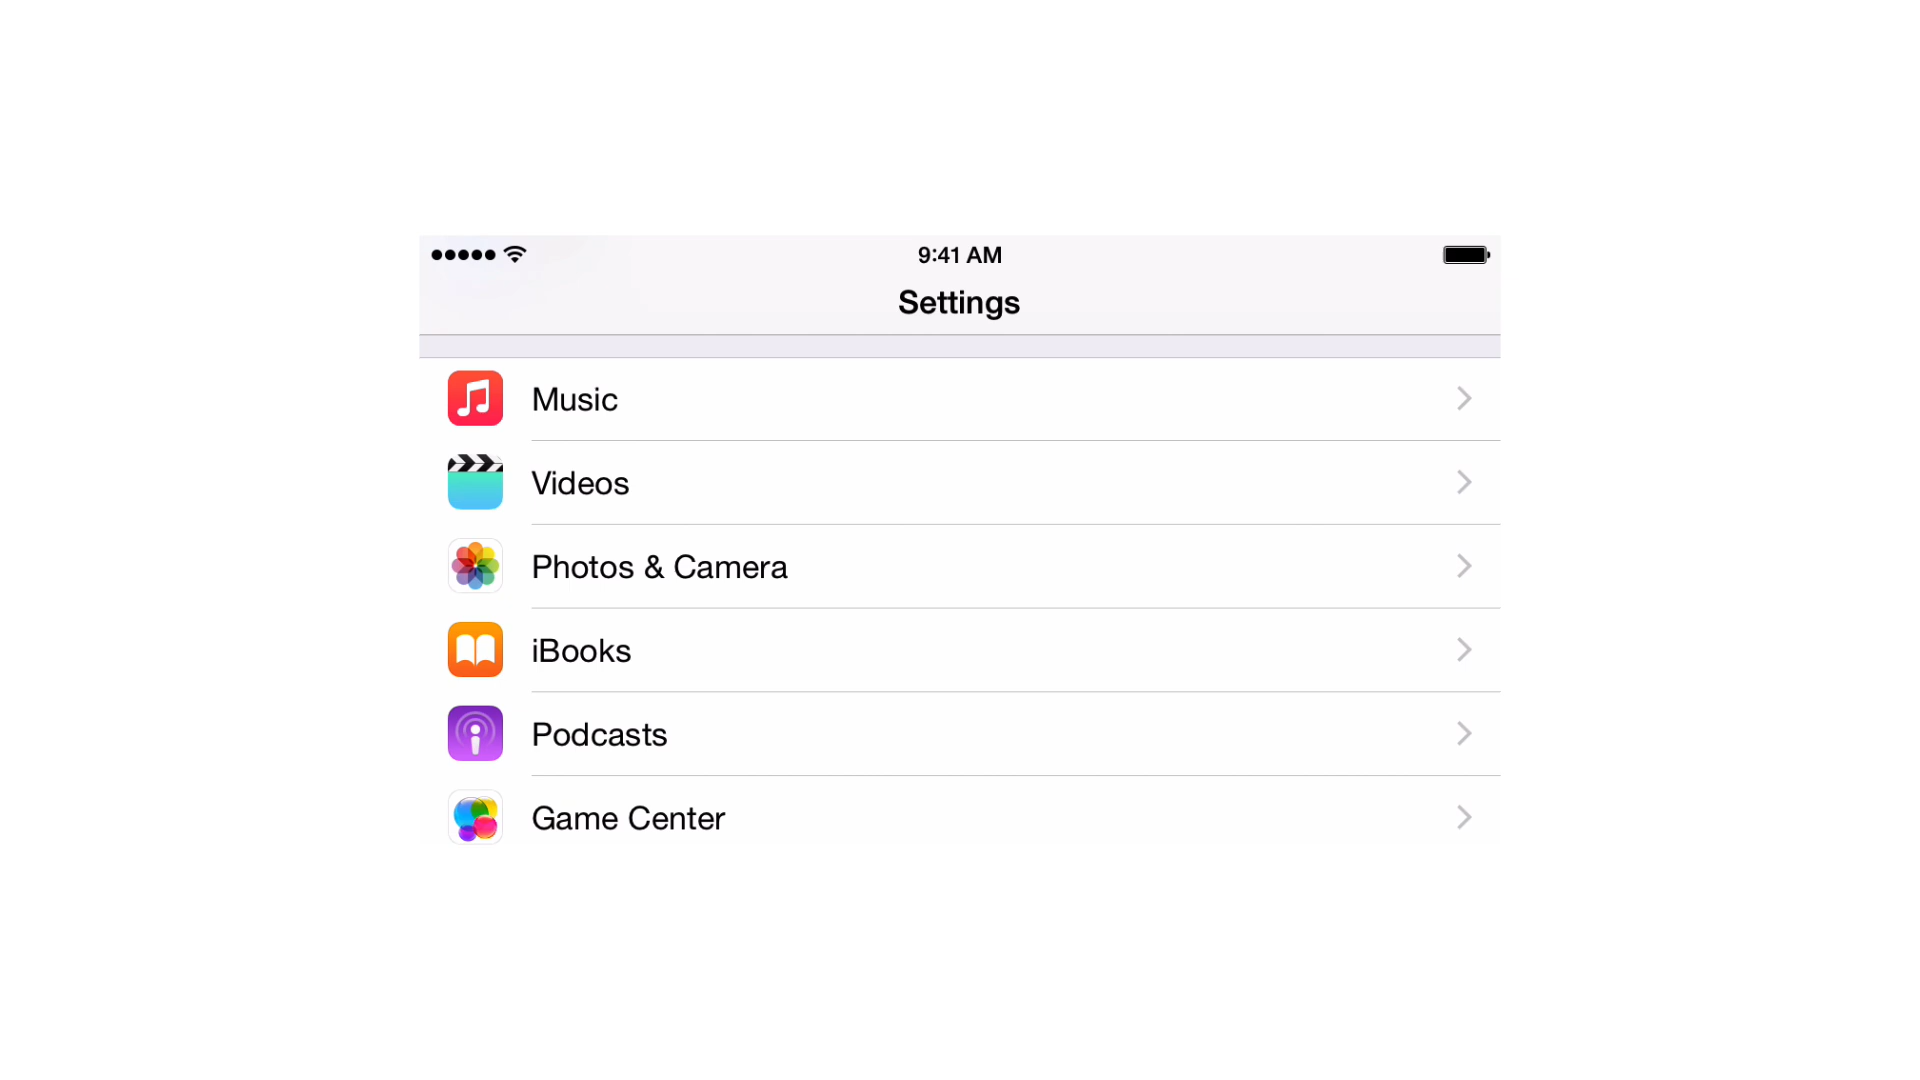 9:41 AM
Settings
Music
Videos
Photos & Camera
iBooks
Podcasts
Game Center